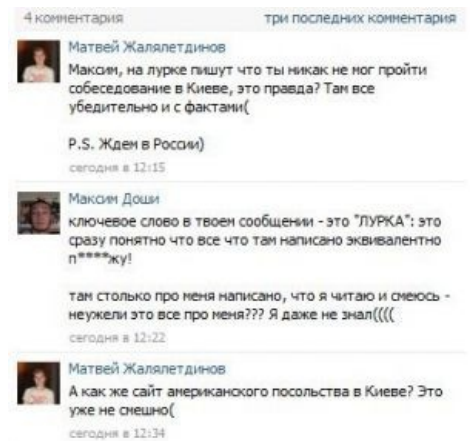 4 комментария три последних комментария
Матвей Жалялетдинов
Максим, на лурке пишут что ты никак не мог пройти
собеседование в Киеве, это правда? Там все
убедительно и с фактами(
P.S. Ждем в России)
сегодня в 12:15
Максим Доши
ключевое слово в твоем сообщении - это "ЛУРКА": это
сразу понятно что все что там написано эквивалентно
п****жу!
там столько про меня написано, что я читаю и смеюсь -
неужели это все про меня??? Я даже не знал((((
сегодня в 12:22
Матвей Жалялетдинов
А как же сайт американского посольства в Киеве? Это
уже не смешно(
сегодня в 12:34